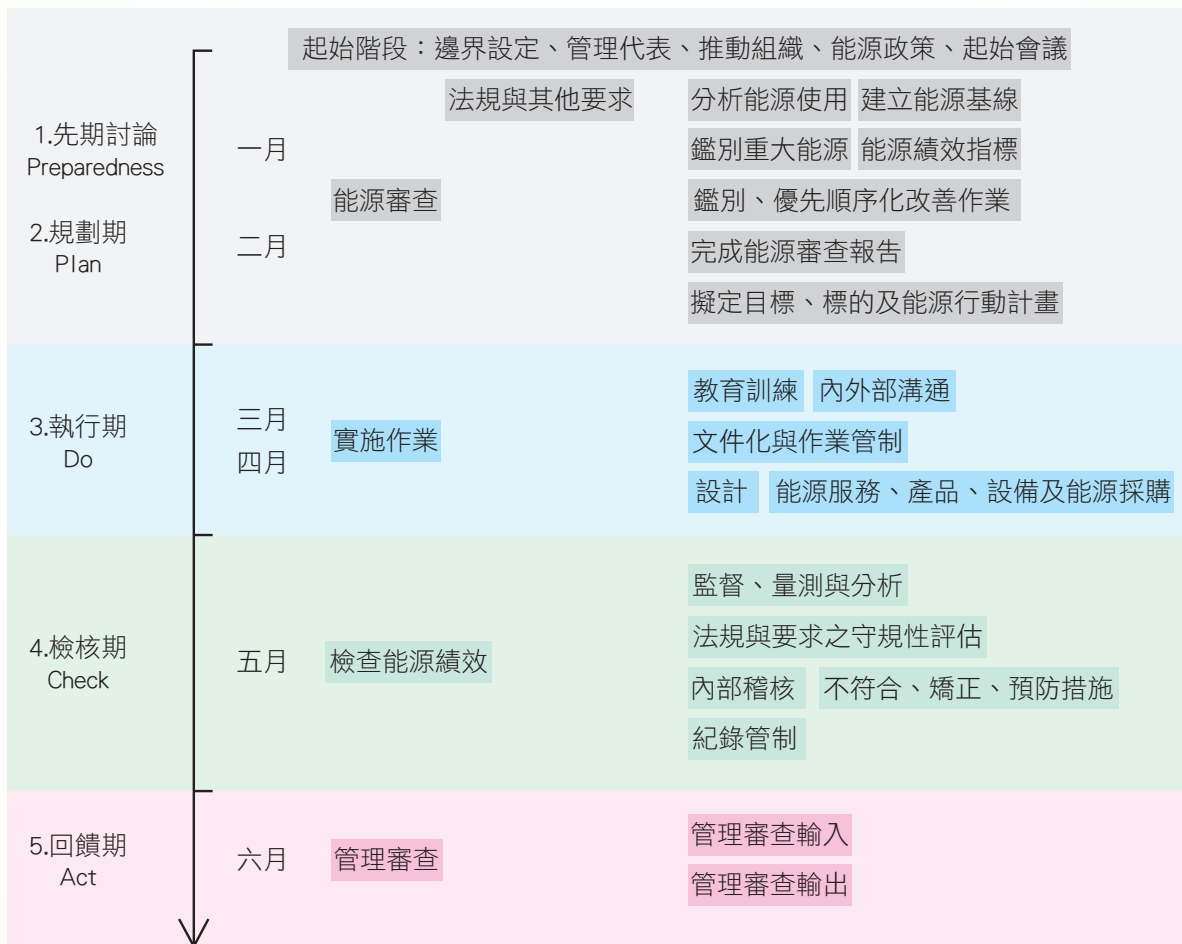 起始階段：邊界設定、管理代表、推動組織、能源政策、起始會議
1.先期討論
Preparedness
2.規劃期
Plan
一月
二月
法規與其他要求
能源審查
分析能源使用 建立能源基線
鑑別重大能源 能源績效指標
鑑別、優先順序化改善作業
完成能源審查報告
擬定目標、標的及能源行動計畫
3.執行期
Do
三月
四月
實施作業
教育訓練 內外部溝通
文件化與作業管制
設計 能源服務、產品、設備及能源採購
4.檢核期
Check
五月
檢查能源績效
監督、量測與分析
法規與要求之守規性評估
內部稽核 不符合、矯正、預防措施
紀錄管制
5.回饋期
Act
六月
管理審查
管理審查輸入
管理審查輸出